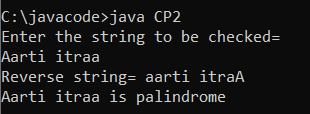 C:\javacode>java CP2
Enter the string to be checked=
Aarti itraa
Reverse string= aarti itraA
Aarti itraa is palindrome